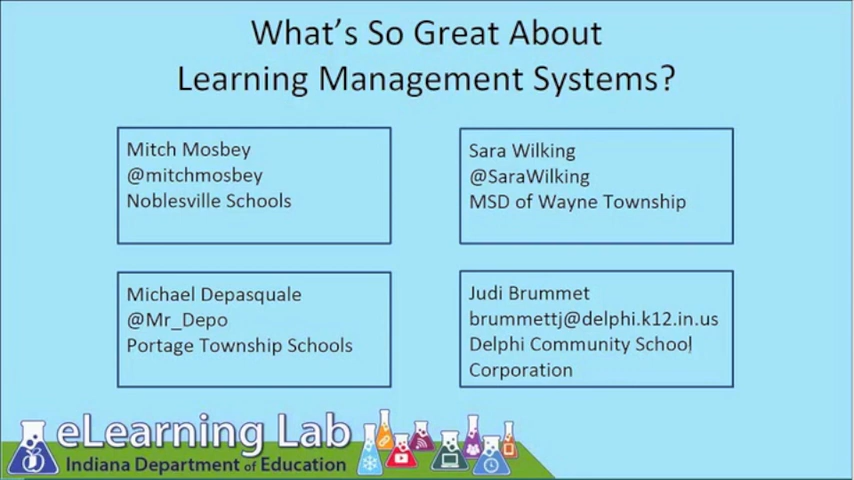 What's So Great About
Learning Management Systems?
Mitch Mosbey
@mitchmosbey
Noblesville Schools
Sara Wilking
@SaraWilking
MSD of Wayne Township
Michael Depasquale
@Mr_Depo
Portage Township Schools
Judi Brummet
brummettj@delphi.k12.in.us
Delphi Community School
Corporation
eLearning Lab
Indiana Department of Education